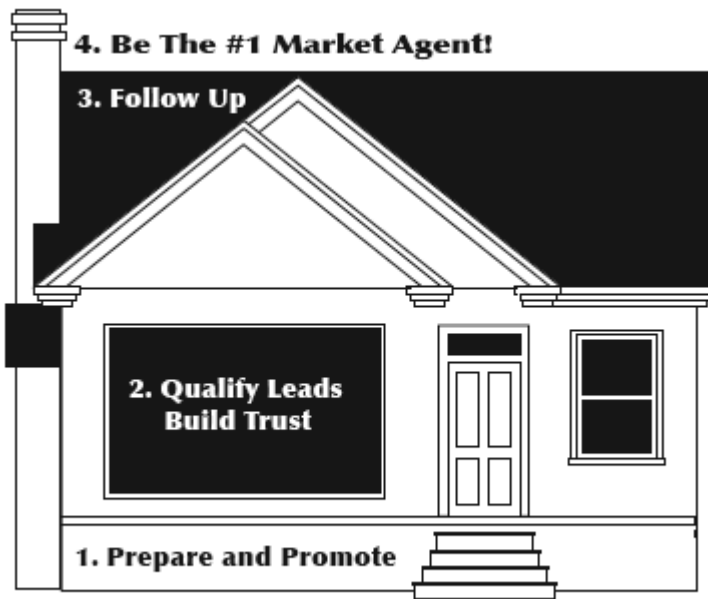 4. Be The #1 Market Agent!
3. Follow Up
2. Qualify Leads
Build Trust
1. Prepare and Promote